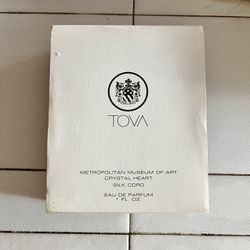 TOVA
METROPOLITAN MUSEUM OF ART
CRYSTAL HEART
SILK CORD
EAU DE PARFUM
1 FL. OZ.